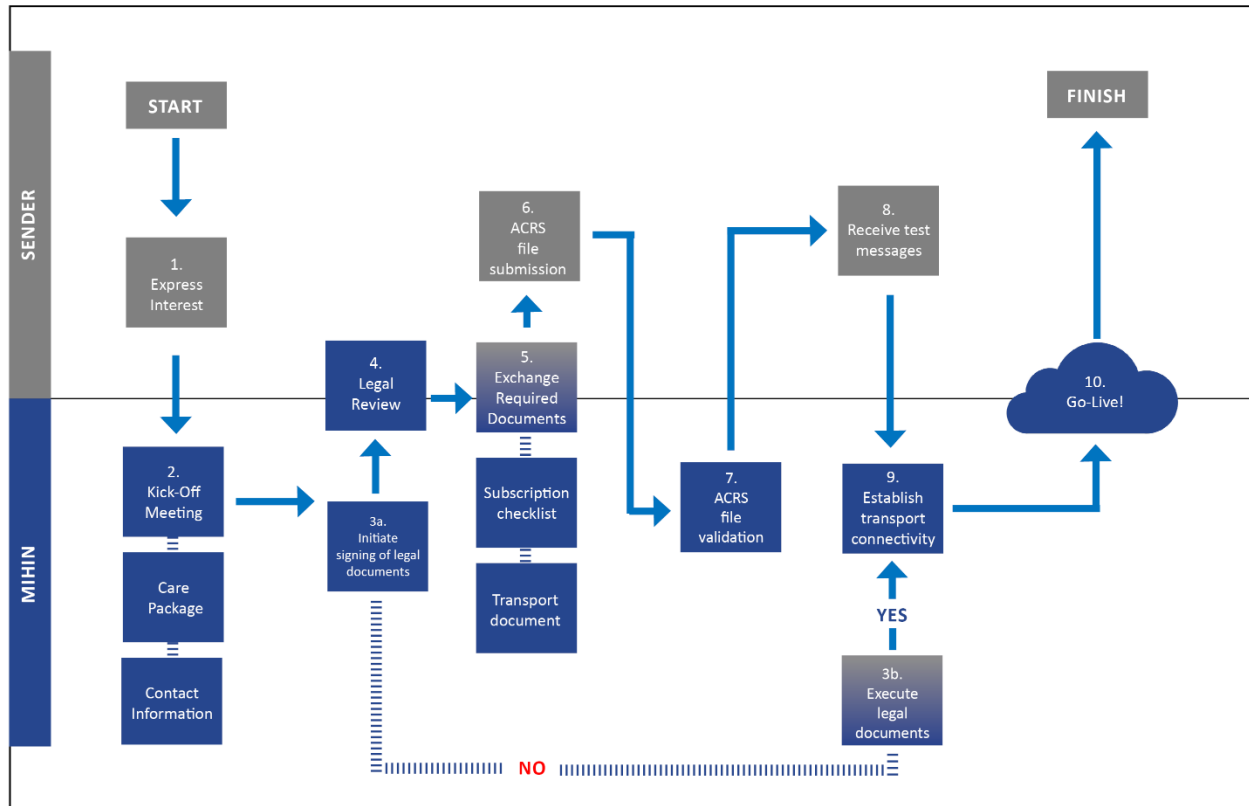 SENDER
MIHIN
START
1.
Express
Interest
2.
Kick-Off
Meeting
Care
Package
Contact
Information
3a.
Initiate
signing of legal
documents
4.
Legal
Review
5.
Exchange
Required
Documents
Subscription
checklist
Transport
document
6.
ACRS
file
submission
7.
ACRS
file
validation
8.
Receive test
messages
9.
Establish
transport
connectivity
YES
3b.
Execute
legal
documents
NO
10.
Go-Live!
FINISH